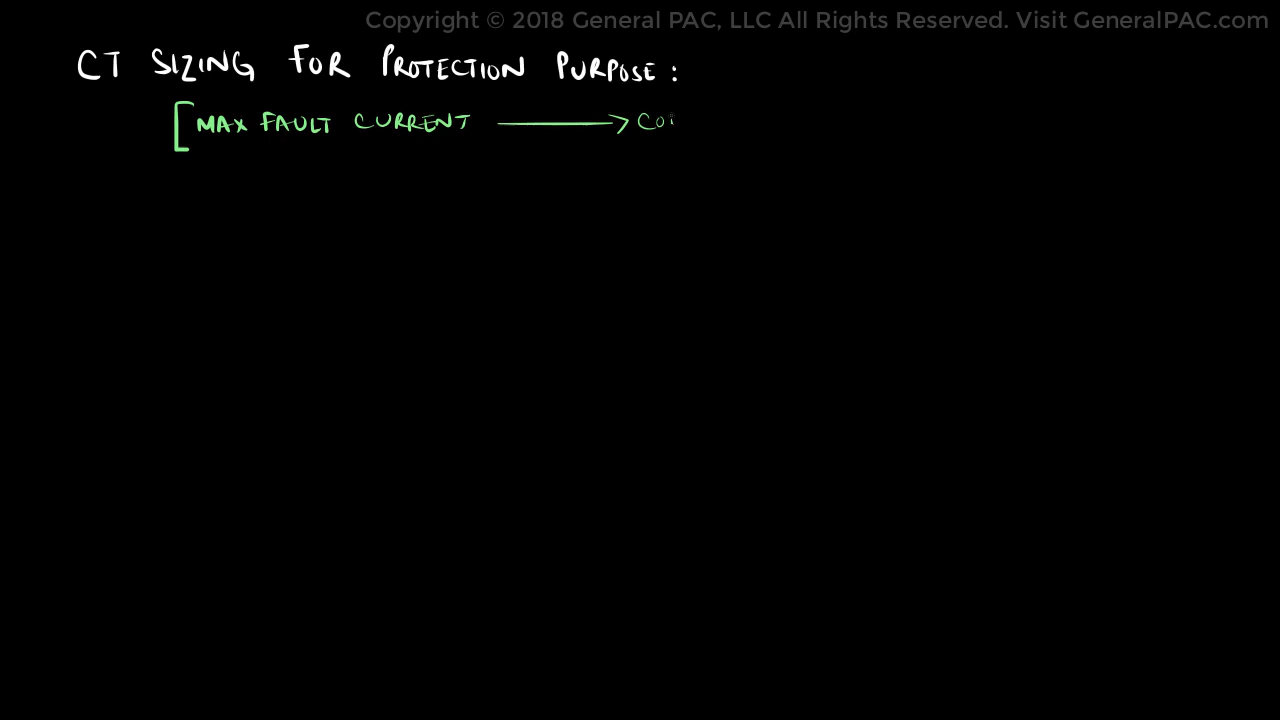 Copyright © 2018 General PAC, LLC All Rights Reserved. Visit GeneralPAC.com
CT SIZING FOR PROTECTION PURPOSE:
[MAX FAULT CURRENT ⟶